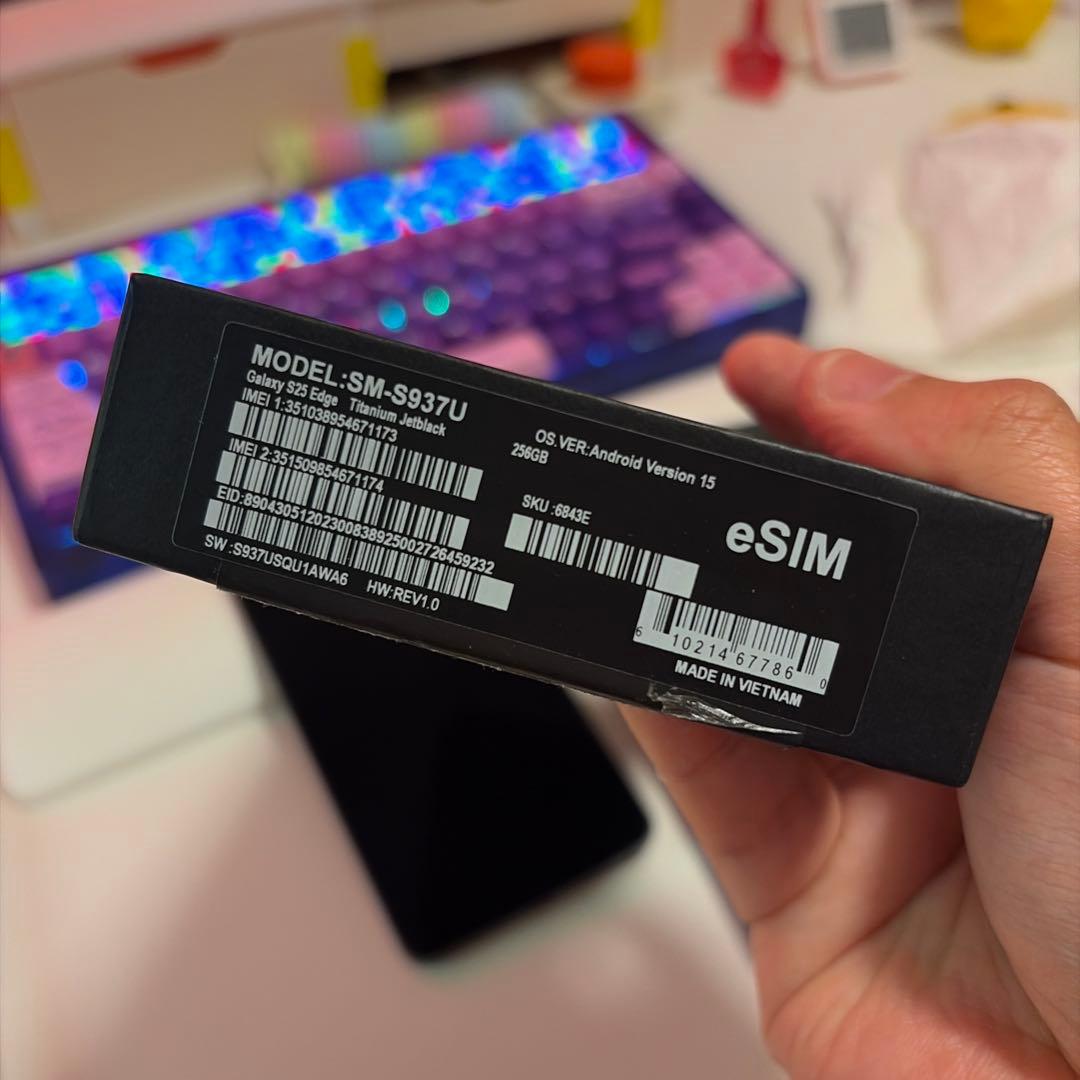 MODEL:SM-S937U
Galaxy S25 Edge Titanium Jetblack
IMEI 1:351038954671173
IMEI 2:351509854671174
EID:89043051202300838925002726459232
SW :S937USQU1AWA6 HW:REV1.0
OS.VER:Android Version 15
256GB
SKU :6843E
eSIM
6 10214 67786 0
MADE IN VIETNAM